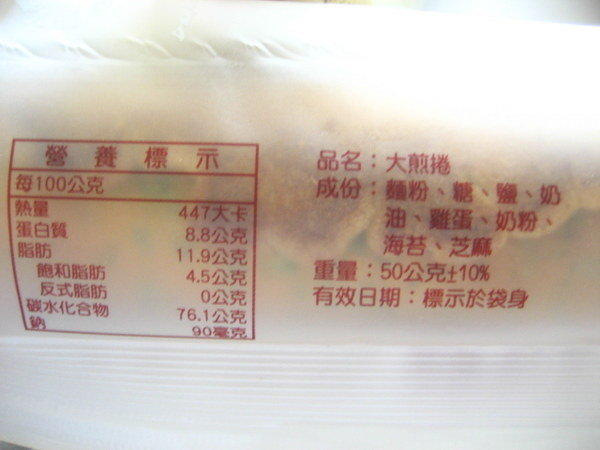 營養標示
每100公克
熱量 447大卡
蛋白質 8.8公克
脂肪 11.9公克
飽和脂肪 4.5公克
反式脂肪 0公克
碳水化合物 76.1公克
鈉 90毫克
品名：大煎捲
成份：麵粉、糖、鹽、奶
油、雞蛋、奶粉、
海苔、芝麻
重量：50公克±10%
有效日期：標示於袋身